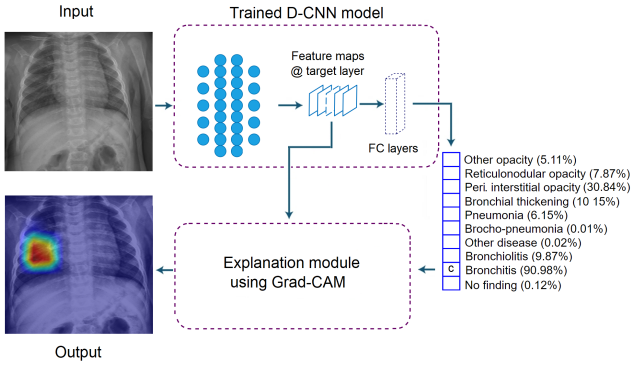 Input
Trained D-CNN model
Feature maps
@ target layer
FC layers
Other opacity (5.11%)
Reticulonodular opacity (7.87%)
Peri. interstitial opacity (30.84%)
Bronchial thickening (10 15%)
Pneumonia (6.15%)
Brocho-pneumonia (0.01%)
Other disease (0.02%)
Bronchiolitis (9.87%)
c
Bronchitis (90.98%)
No finding (0.12%)
Explanation module
using Grad-CAM
Output